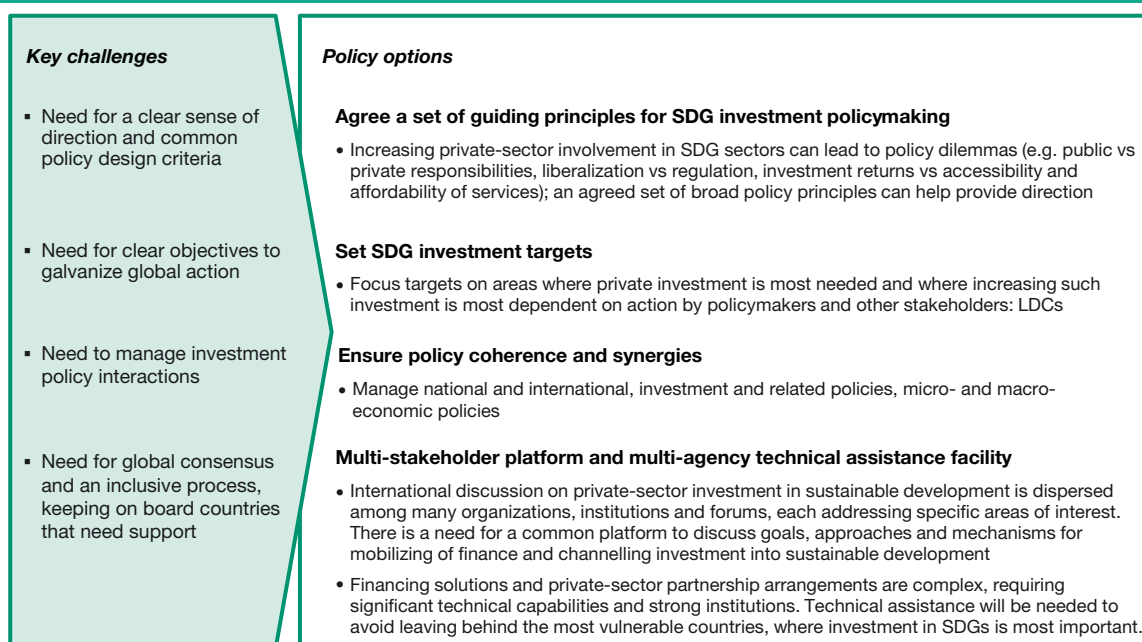 Key challenges
▪ Need for a clear sense of
direction and common
policy design criteria
▪ Need for clear objectives to
galvanize global action
▪ Need to manage investment
policy interactions
▪ Need for global consensus
and an inclusive process,
keeping on board countries
that need support
Policy options
Agree a set of guiding principles for SDG investment policymaking
• Increasing private-sector involvement in SDG sectors can lead to policy dilemmas (e.g. public vs
private responsibilities, liberalization vs regulation, investment returns vs accessibility and
affordability of services); an agreed set of broad policy principles can help provide direction
Set SDG investment targets
• Focus targets on areas where private investment is most needed and where increasing such
investment is most dependent on action by policymakers and other stakeholders: LDCs
Ensure policy coherence and synergies
• Manage national and international, investment and related policies, micro- and macro-
economic policies
Multi-stakeholder platform and multi-agency technical assistance facility
• International discussion on private-sector investment in sustainable development is dispersed
among many organizations, institutions and forums, each addressing specific areas of interest.
There is a need for a common platform to discuss goals, approaches and mechanisms for
mobilizing of finance and channelling investment into sustainable development
• Financing solutions and private-sector partnership arrangements are complex, requiring
significant technical capabilities and strong institutions. Technical assistance will be needed to
avoid leaving behind the most vulnerable countries, where investment in SDGs is most important